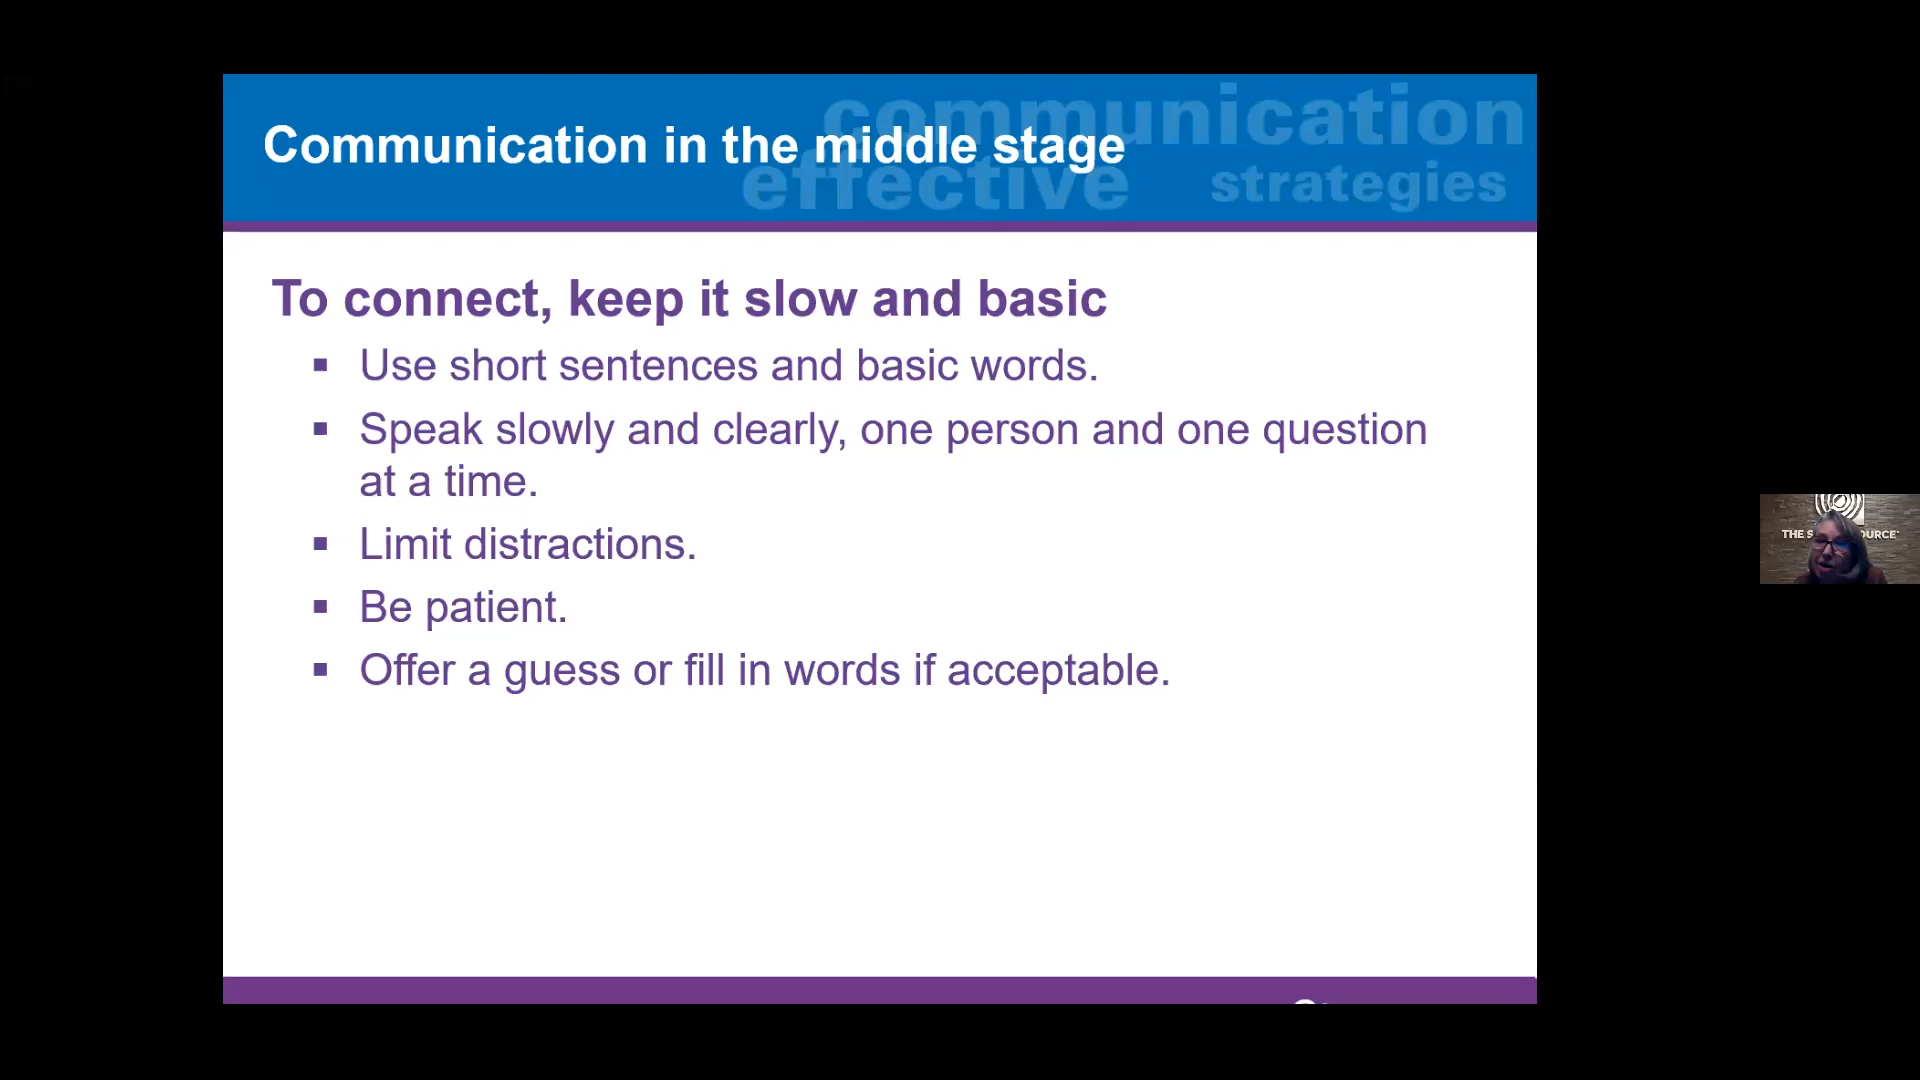 communication
Communication in the middle stage
effective strategies
To connect, keep it slow and basic
▪ Use short sentences and basic words.
▪ Speak slowly and clearly, one person and one question
at a time.
▪ Limit distractions.
▪ Be patient.
▪ Offer a guess or fill in words if acceptable.
THE